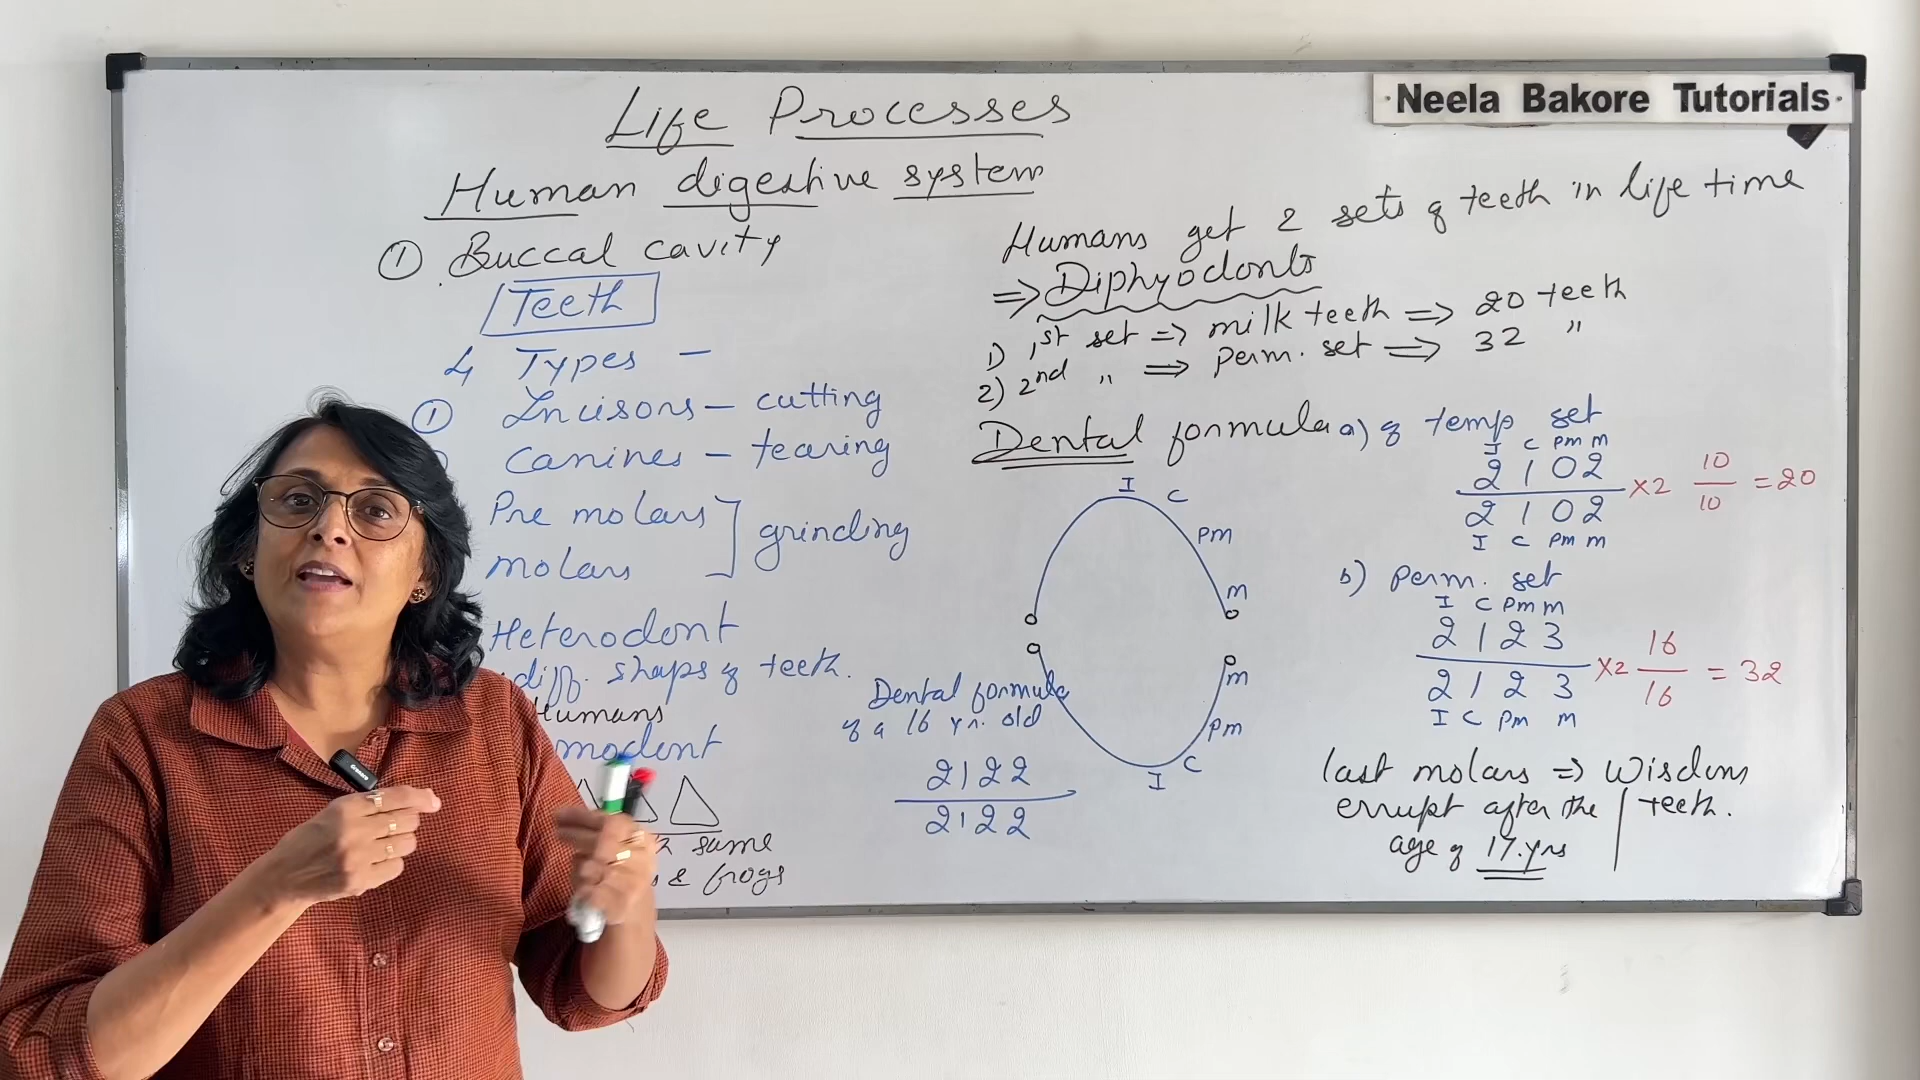 Neela Bakore Tutorials
Life Processes
Human digestive system
① Buccal cavity
Teeth
4 Types -
① Incisors - cutting
Canines - tearing
Pre molars
molars
grinding
Heterodont
diff. shaps of teeth.
Humans
modont
same
& frogs
Humans get 2 sets of teeth in life time
=> Diphyodonts
1) 1st set => milk teeth => 20 teeth
2) 2nd " => perm. set => 32 "
Dental formula a) of temp set
I C Pm m
2 1 0 2
2 1 0 2
I C Pm m
×2 10/10 = 20
b) perm. set
I C Pm m
2 1 2 3
2 1 2 3
I C Pm m
×2 16/16 = 32
I C Pm m
m Pm C I
Dental formula
of a 16 yr. old
2 1 2 2
2 1 2 2
last molars => Wisdom
errupt after the | teeth.
age of 17. yrs